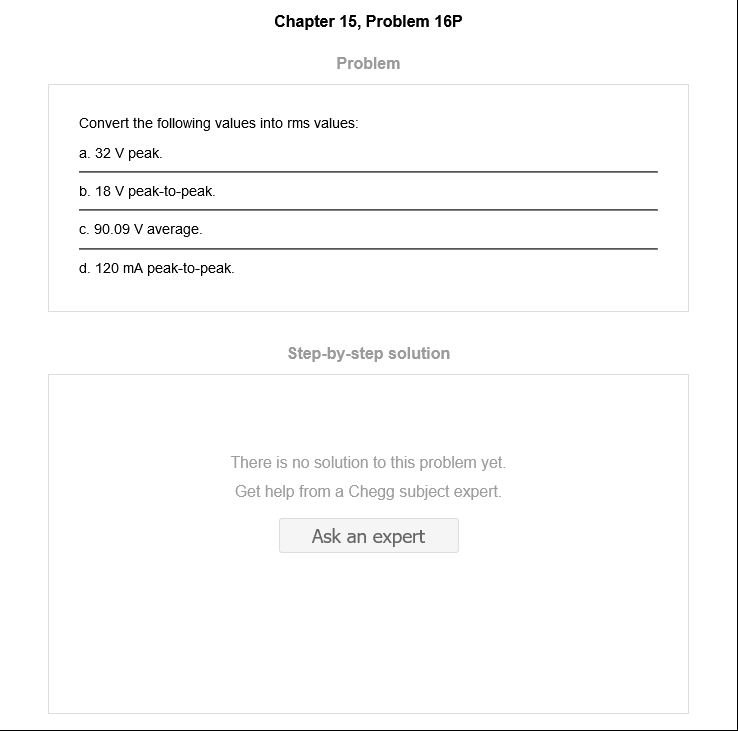 Chapter 15, Problem 16P
Problem
Convert the following values into rms values:
a. 32 V peak.
b. 18 V peak-to-peak.
c. 90.09 V average.
d. 120 mA peak-to-peak.
Step-by-step solution
There is no solution to this problem yet.
Get help from a Chegg subject expert.
Ask an expert